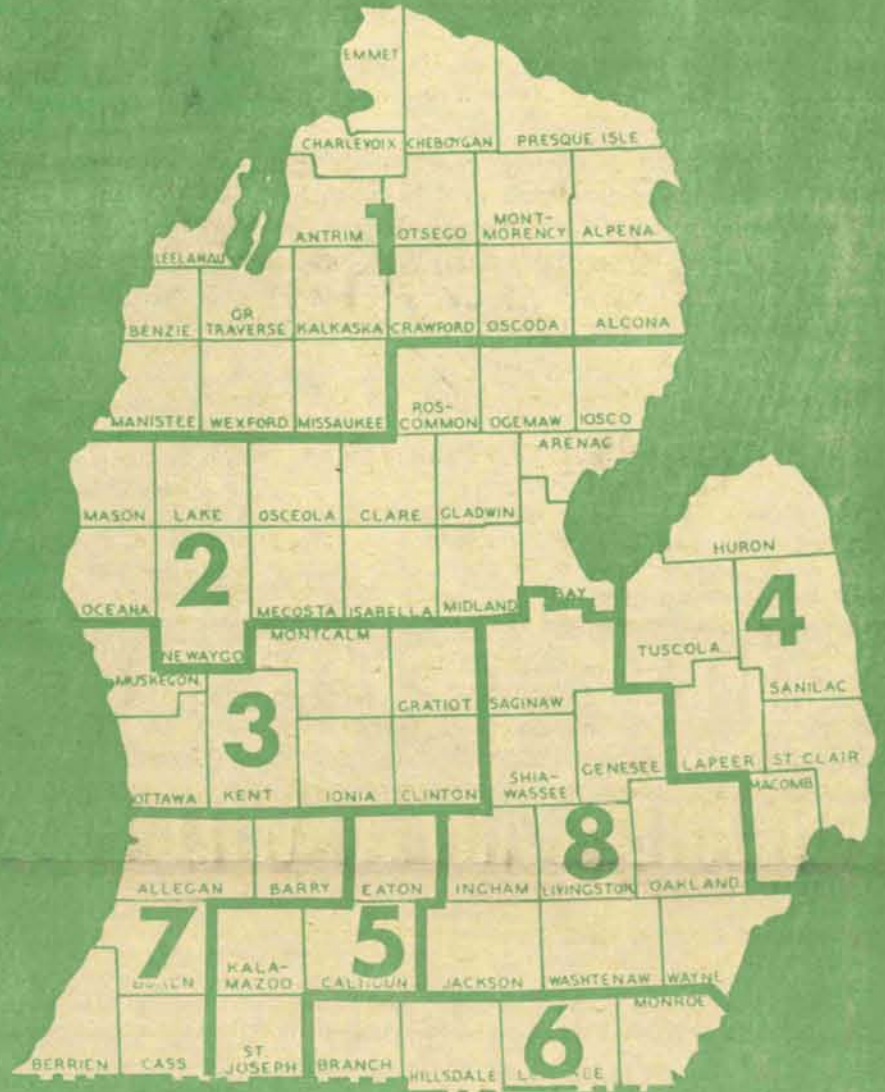 EMMET
CHARLEVOIX CHEBOYGAN PRESQUE ISLE
1
LEELANAU ANTRIM OTSEGO MONT-
MORENCY ALPENA
BENZIE GR.
TRAVERSE KALKASKA CRAWFORD OSCODA ALCONA
MANISTEE WEXFORD MISSAUKEE ROS-
COMMON OGEMAW IOSCO
ARENAC
MASON LAKE OSCEOLA CLARE GLADWIN
HURON
2
4
OCEANA NEWAYGO MECOSTA ISABELLA MIDLAND BAY
TUSCOLA SANILAC
MUSKEGON MONTCALM GRATIOT SAGINAW
3
OTTAWA KENT IONIA CLINTON SHIA-
WASSEE GENESEE LAPEER ST CLAIR
MACOMB
8
ALLEGAN BARRY EATON INGHAM LIVINGSTON OAKLAND
7
5
KALA-
MAZOO CALHOUN JACKSON WASHTENAW WAYNE
MONROE
6
BERRIEN CASS ST.
JOSEPH BRANCH HILLSDALE